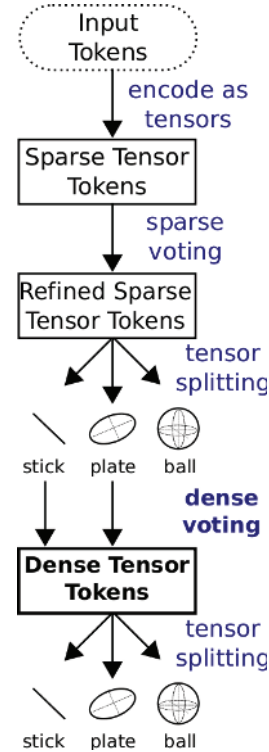 Input
Tokens
encode as
tensors
Sparse Tensor
Tokens
sparse
voting
Refined Sparse
Tensor Tokens
tensor
splitting
stick plate ball
dense
voting
Dense Tensor
Tokens
tensor
splitting
stick plate ball